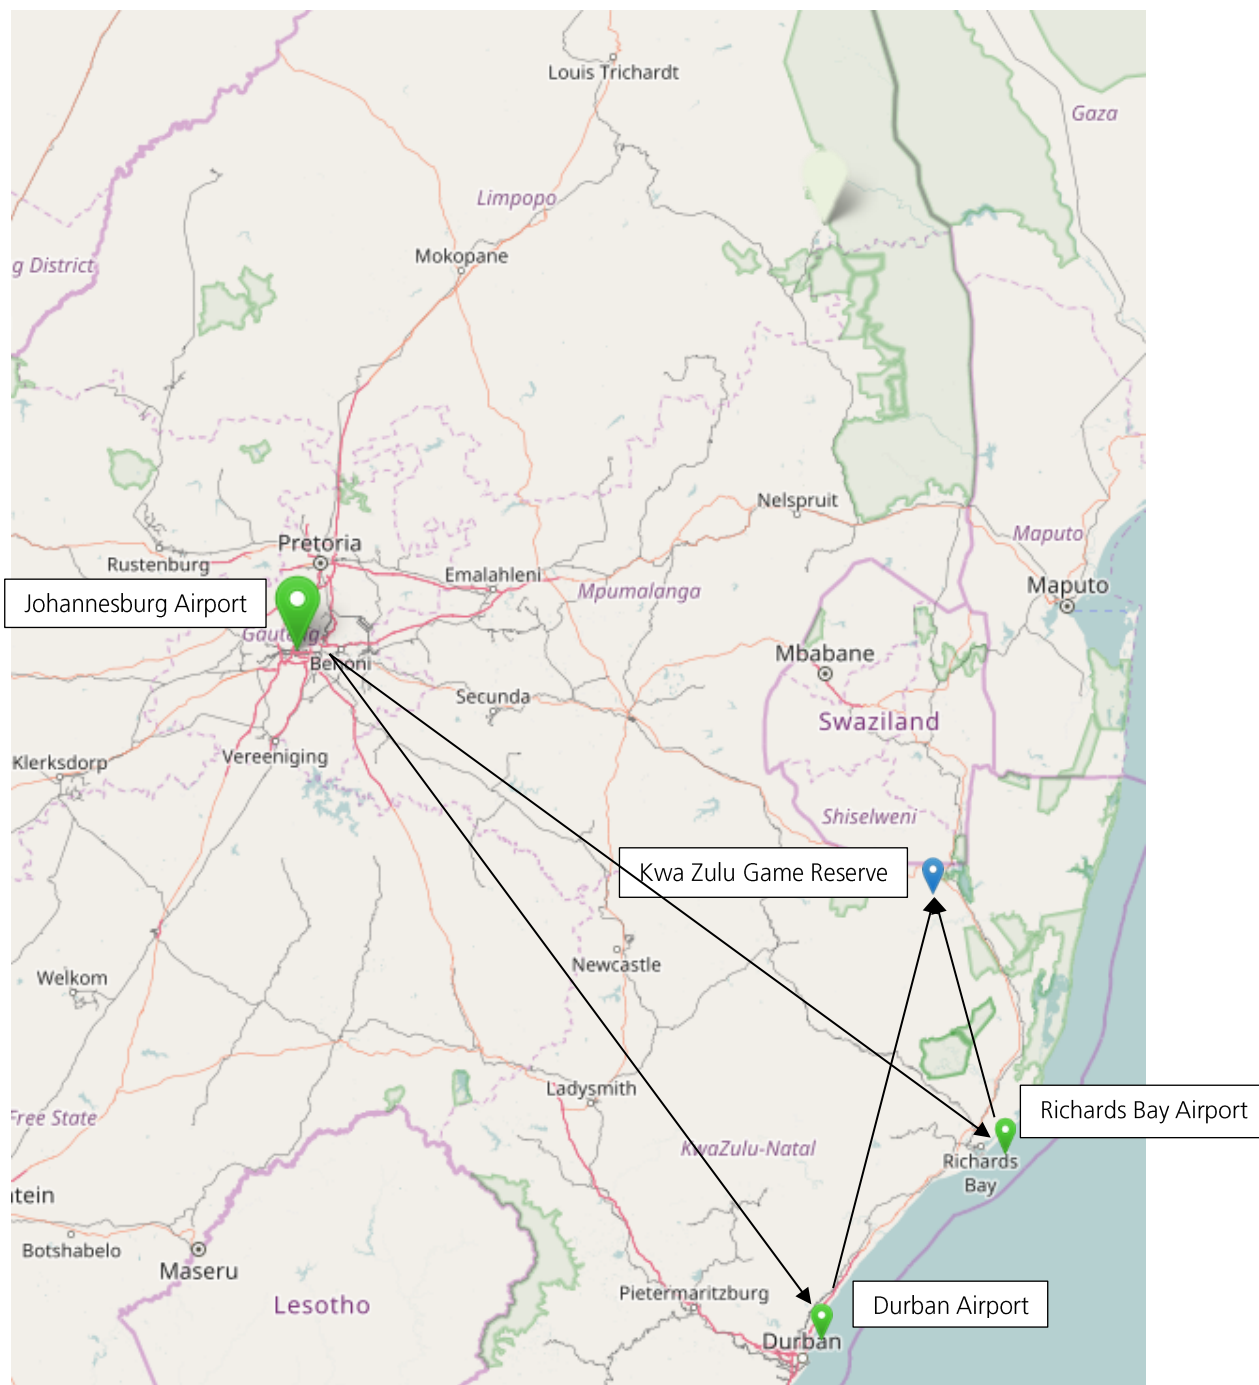 Louis Trichardt
Gaza
Limpopo
Mokopane
g District
Nelspruit
Maputo
Pretoria
Rustenburg
Emalahleni
Mpumalanga
Maputo
Johannesburg Airport
Gauteng
Benoni
Mbabane
Secunda
Swaziland
Vereeniging
Klerksdorp
Shiselweni
Kwa Zulu Game Reserve
Newcastle
Welkom
Ladysmith
Free State
Richards Bay Airport
KwaZulu-Natal
Richards
Bay
ntein
Botshabelo
Maseru
Lesotho
Pietermaritzburg
Durban Airport
Durban